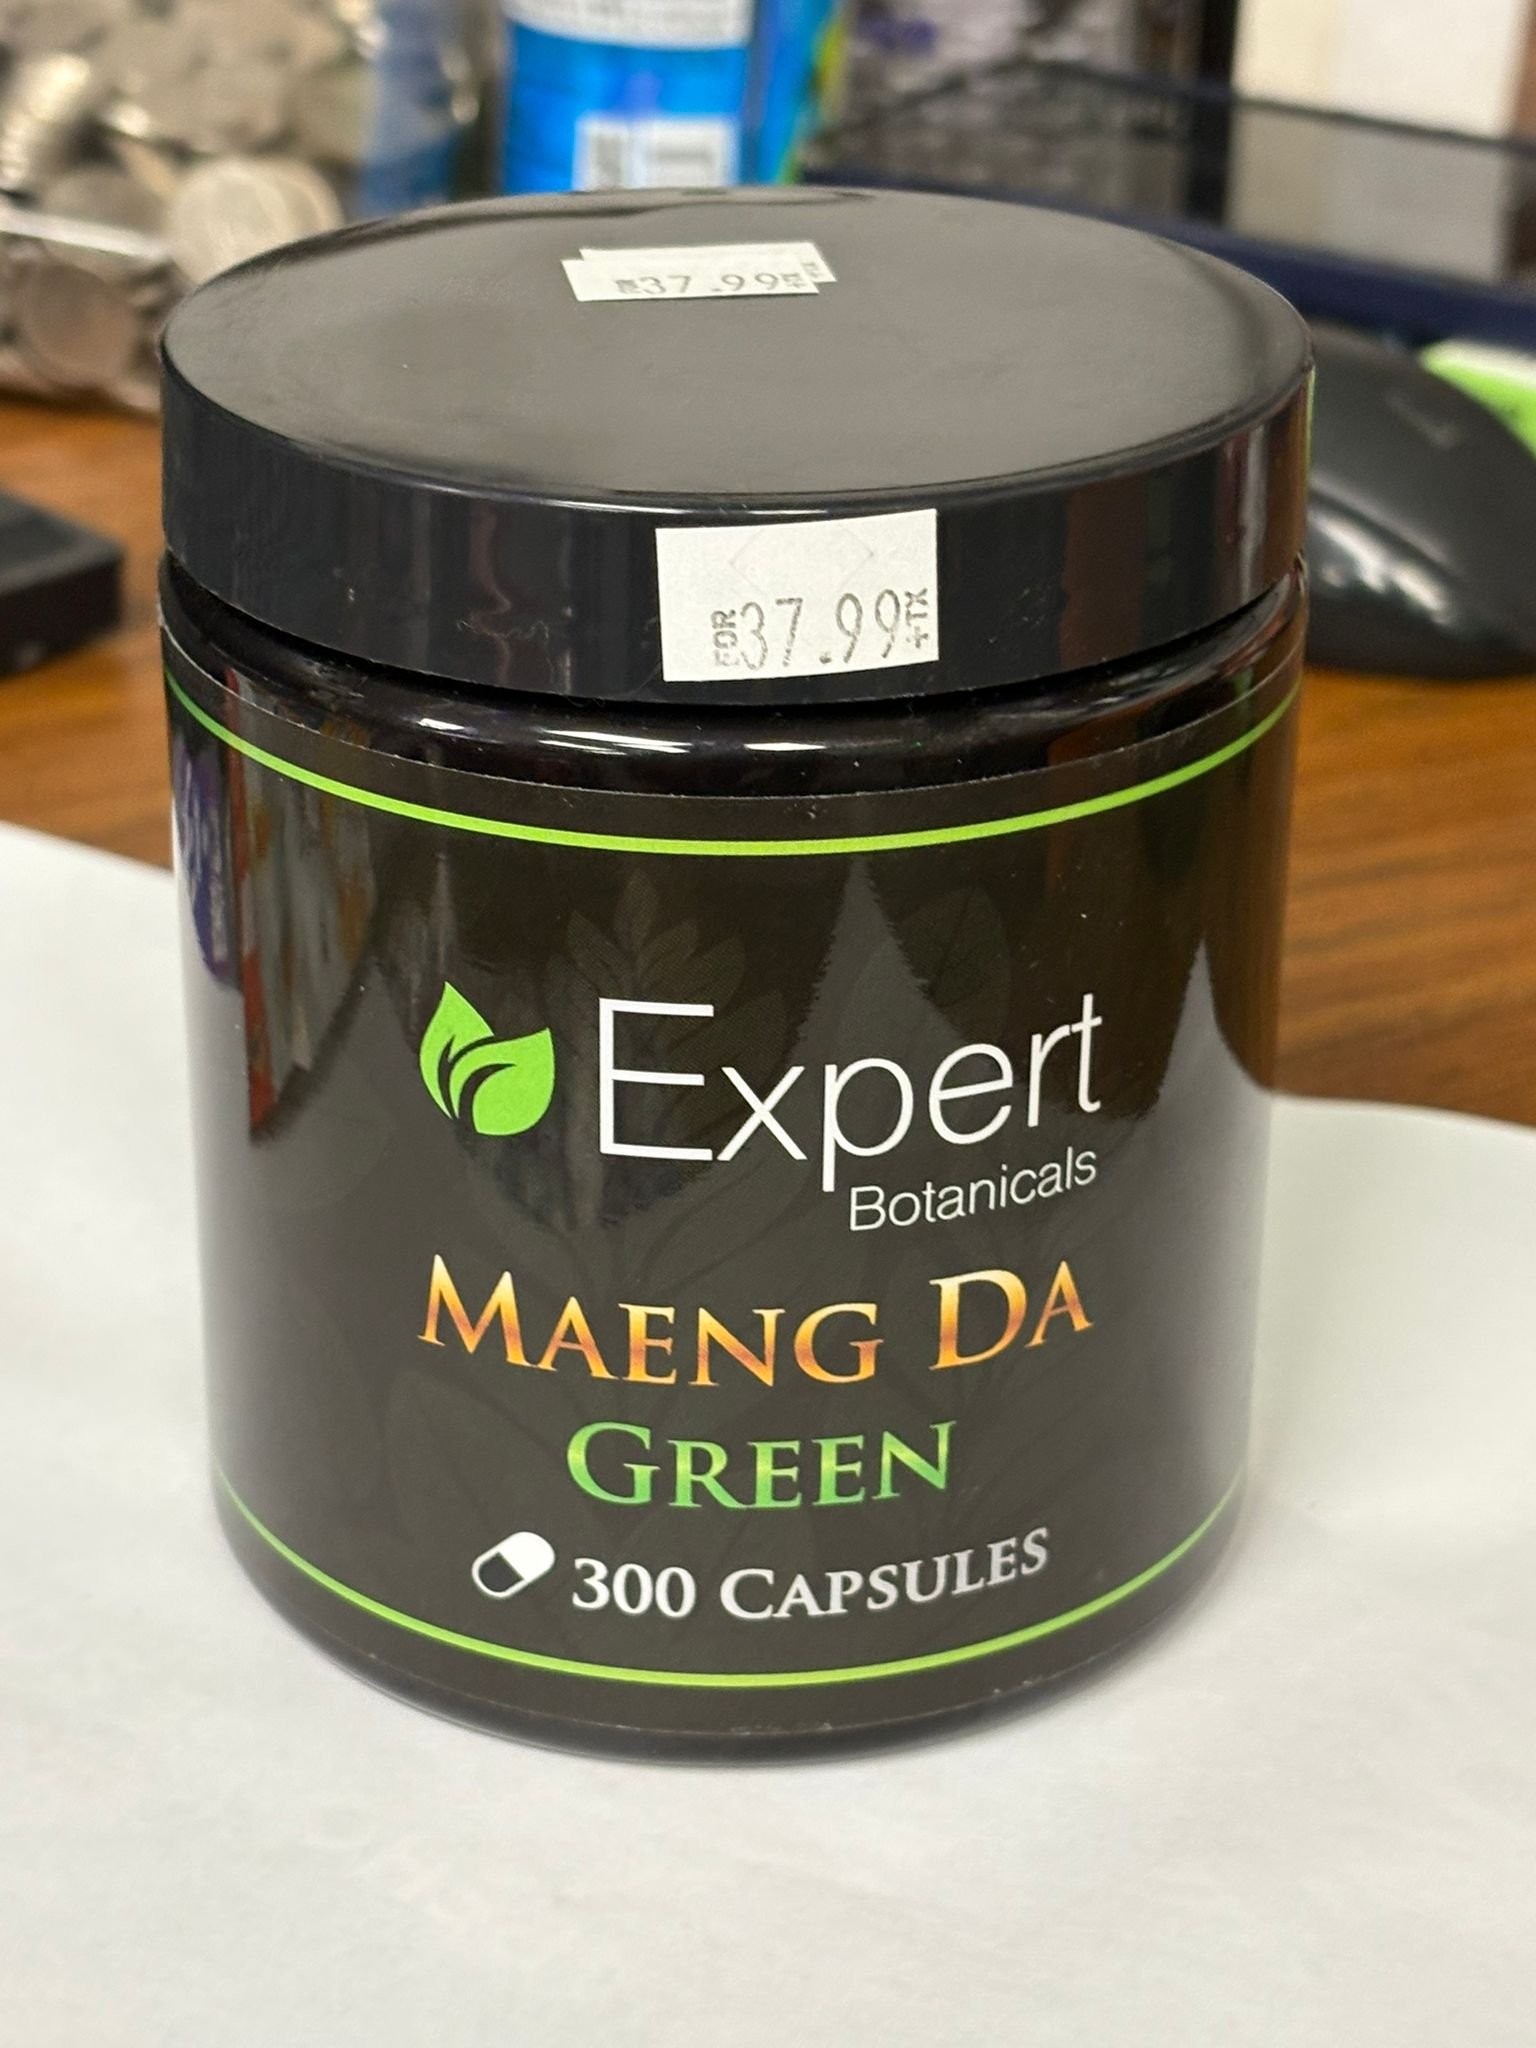 37.99
FOR 37.99 +TX
Expert
Botanicals
MAENG DA
GREEN
300 CAPSULES